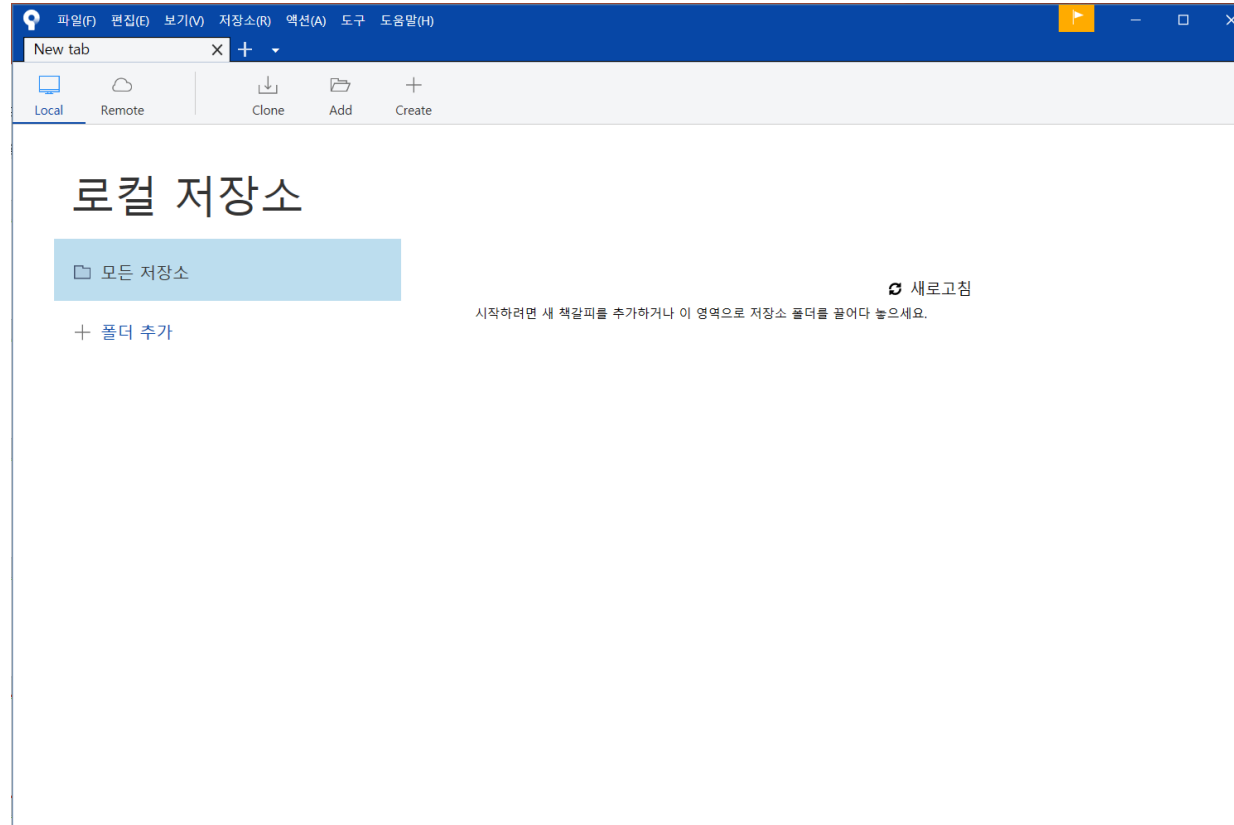 파일(F) 편집(E) 보기(V) 저장소(R) 액션(A) 도구 도움말(H)
New tab
Local Remote Clone Add Create
로컬 저장소
모든 저장소
새로고침
시작하려면 새 책갈피를 추가하거나 이 영역으로 저장소 폴더를 끌어다 놓으세요.
폴더 추가